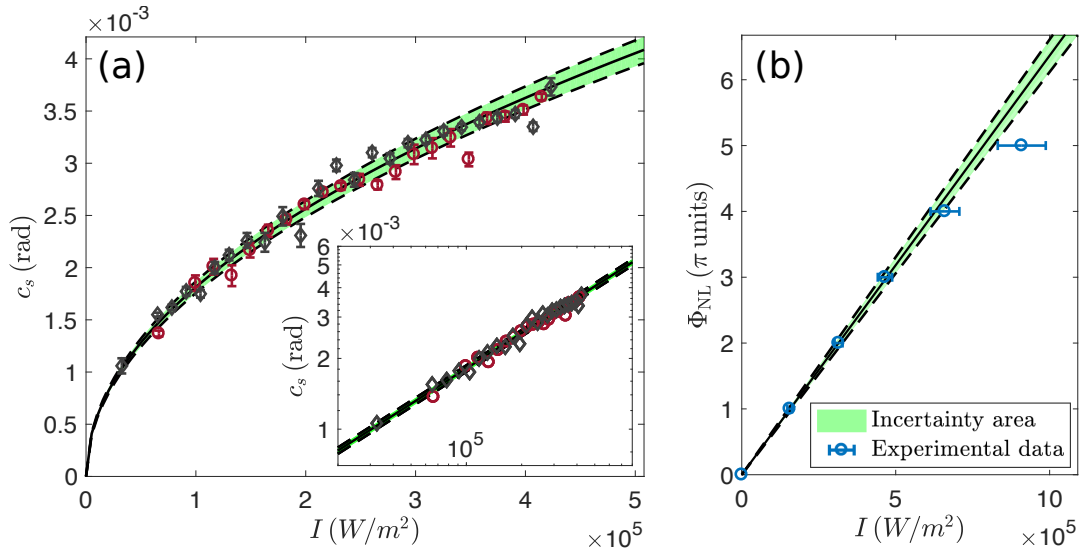 ×10⁻³
(a)
4
3.5
3
2.5
2
1.5
1
0.5
0
c_s (rad)
0 1 2 3 4 5
I (W/m²)
×10⁵
×10⁻³
6
5
4
3
2
1
c_s (rad)
10⁵
(b)
6
5
4
3
2
1
0
Φ_NL (π units)
Incertainty area
Experimental data
0 5 10
I (W/m²)
×10⁵